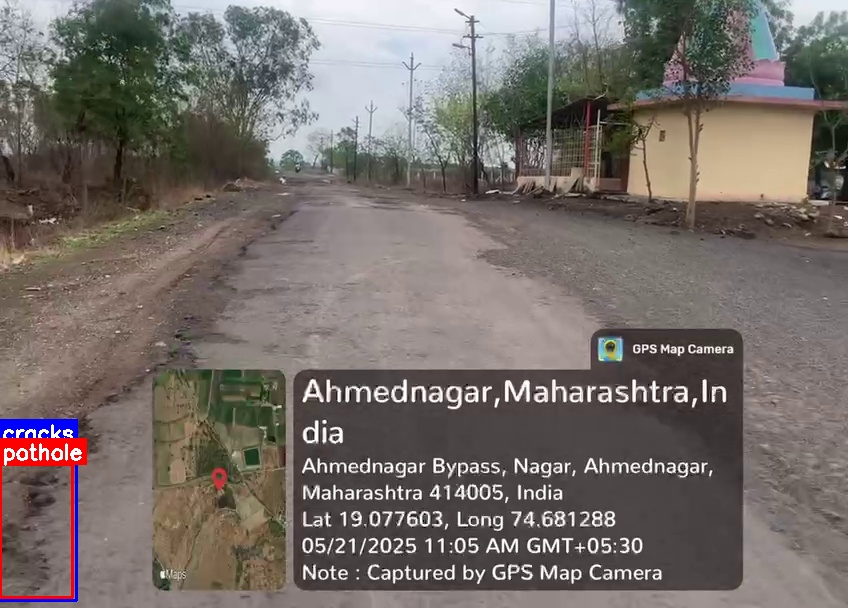 cracks
pothole
GPS Map Camera
Ahmednagar,Maharashtra,In
dia
Ahmednagar Bypass, Nagar, Ahmednagar,
Maharashtra 414005, India
Lat 19.077603, Long 74.681288
05/21/2025 11:05 AM GMT+05:30
Note : Captured by GPS Map Camera
Maps